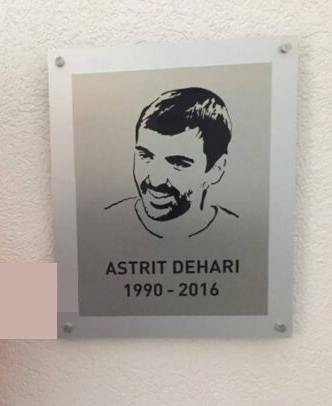 ASTRIT DEHARI
1990 - 2016